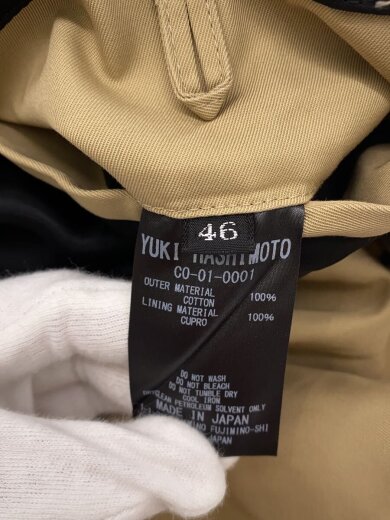 46
YUKI HASHIMOTO
CO-01-0001
OUTER MATERIAL
COTTON 100%
LINING MATERIAL
CUPRO 100%
DO NOT WASH
DO NOT BLEACH
DO NOT TUMBLE DRY
COOL IRON
PETROLEUM SOLVENT ONLY
MADE IN JAPAN
FUJIMINO-SHI
JAPAN